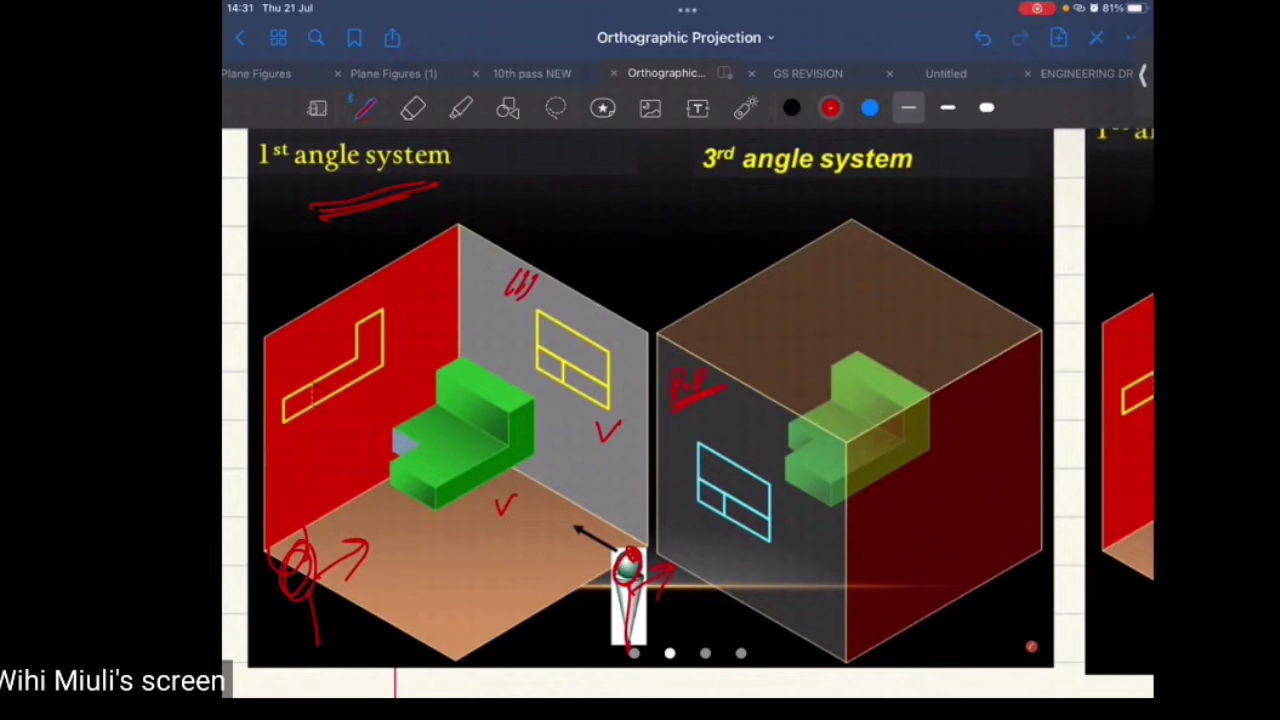 14:31 Thu 21 Jul
81%
Orthographic Projection
Plane Figures
Plane Figures (1)
10th pass NEW
Orthographic...
GS REVISION
Untitled
ENGINEERING DR
1st angle system
3rd angle system
Wihi Miuli's screen